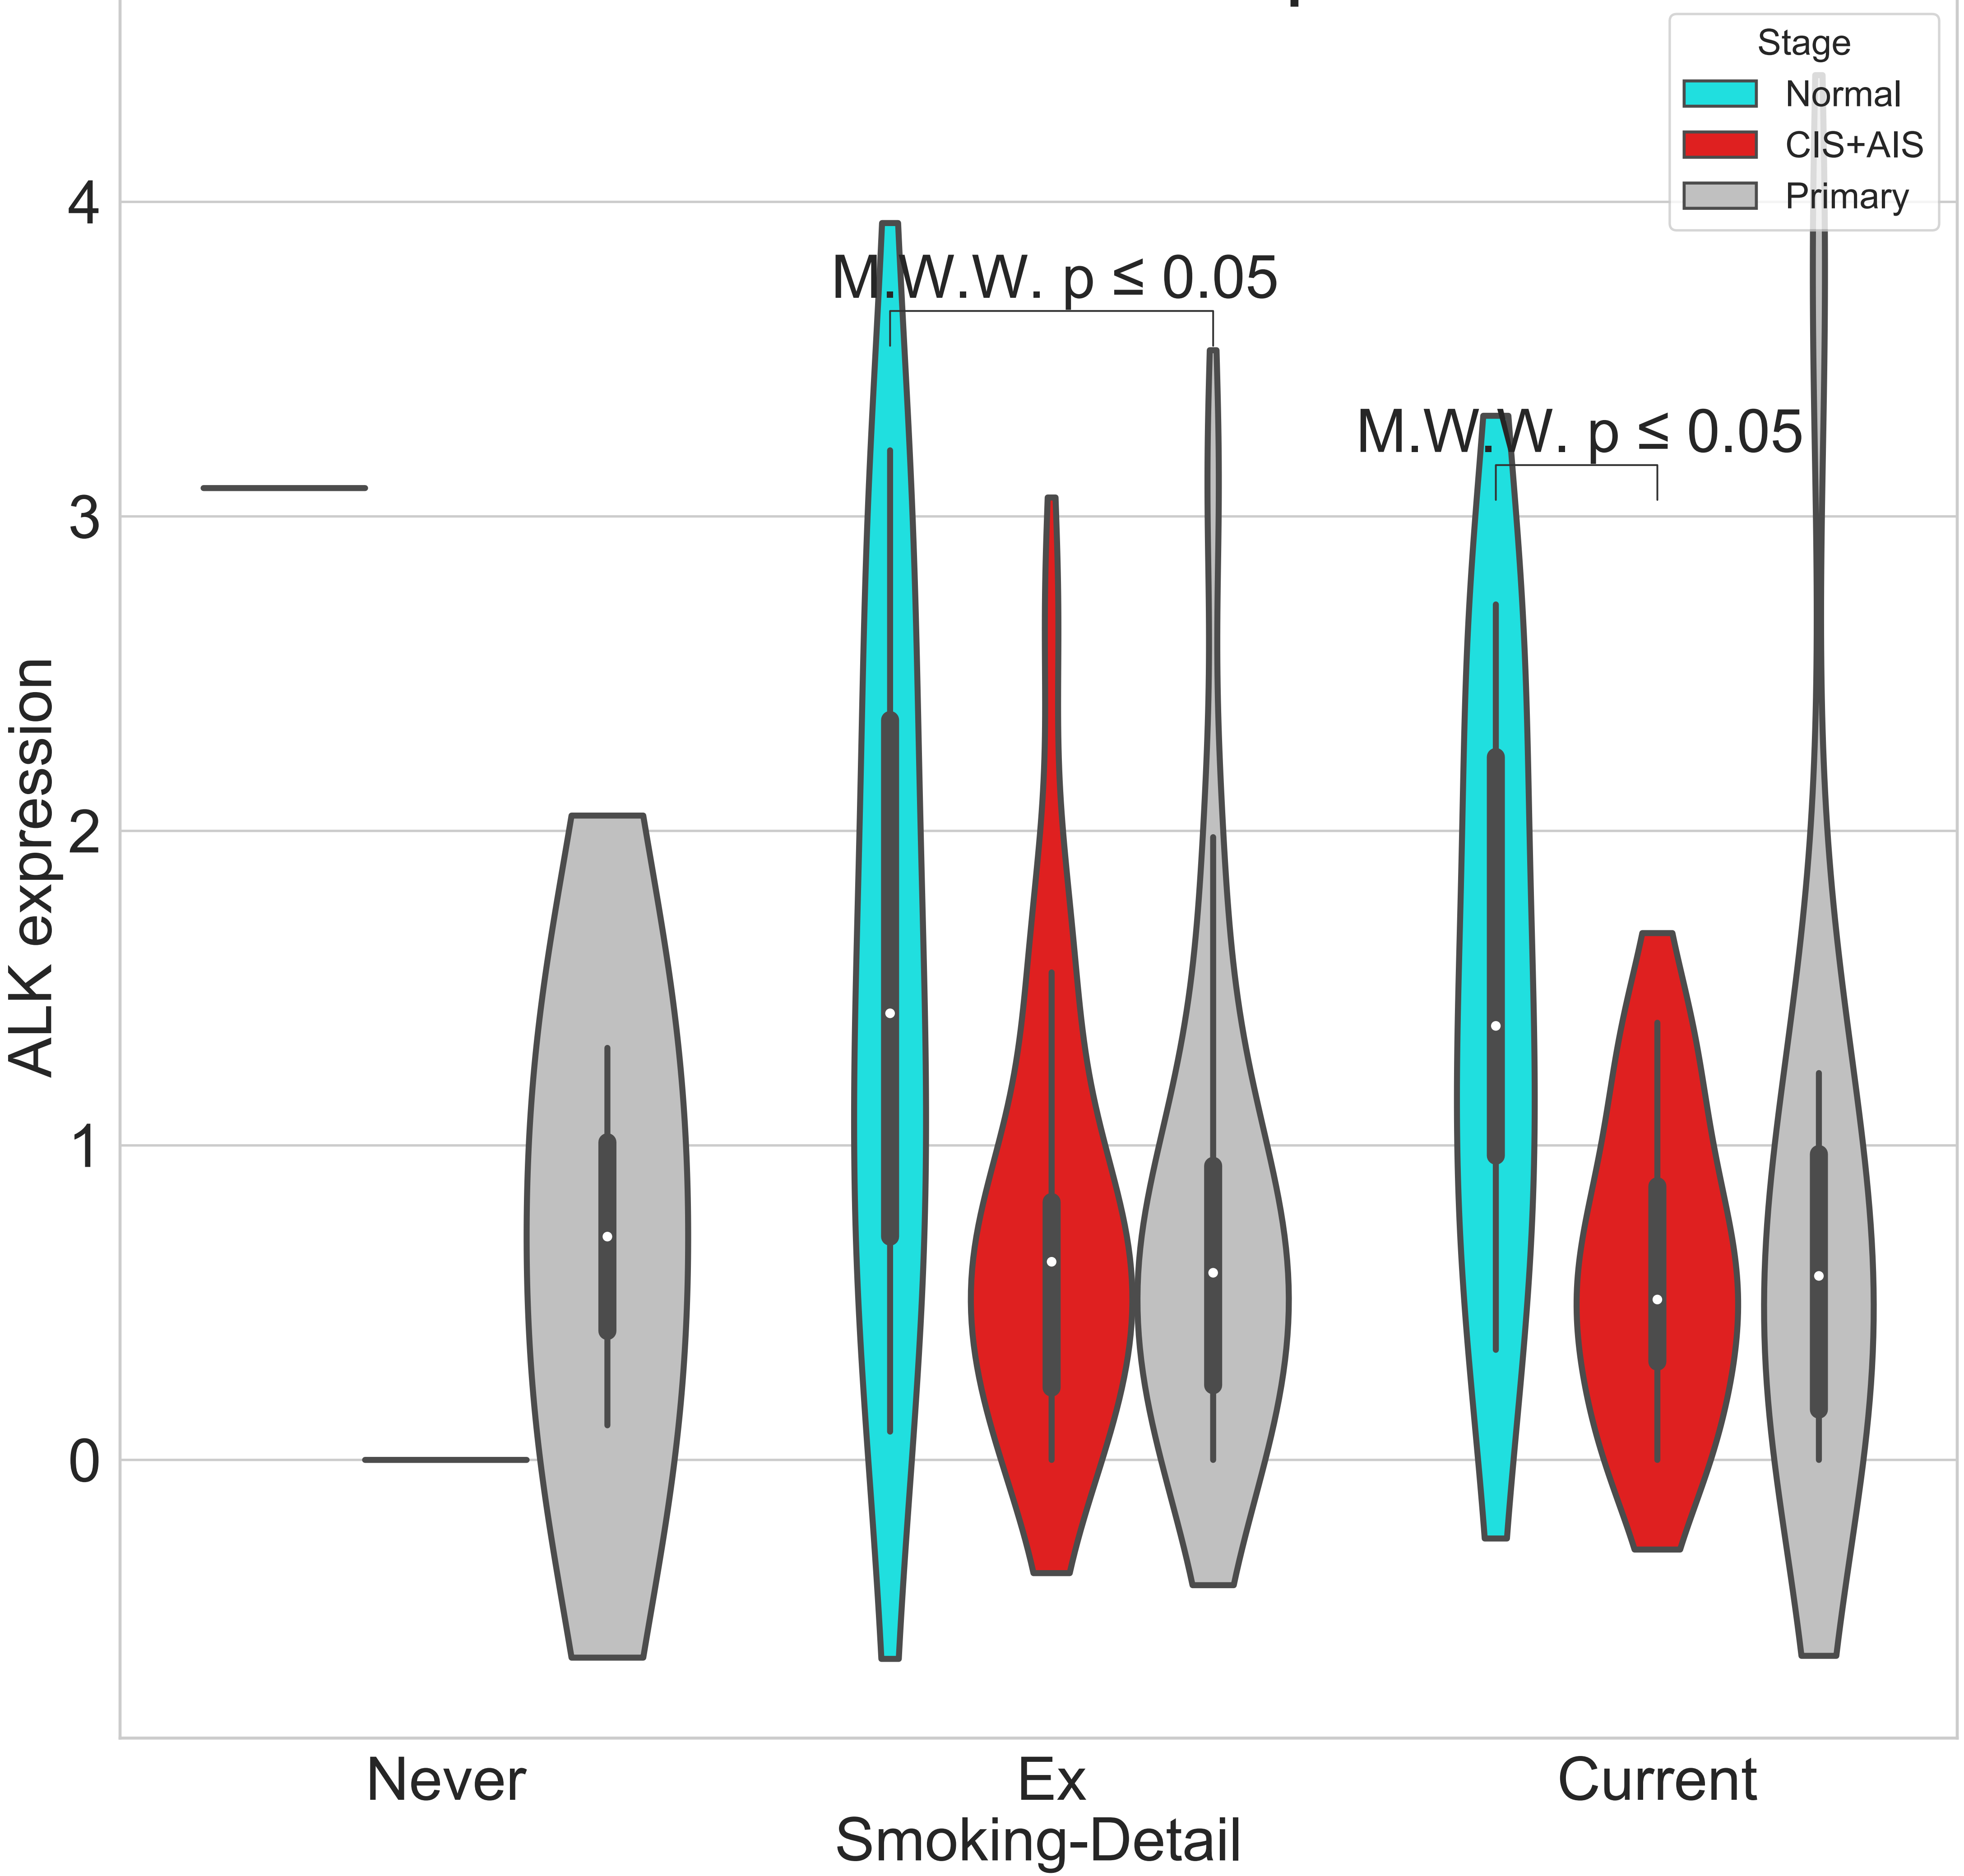 Stage
Normal
CIS+AIS
Primary
M.W.W. p ≤ 0.05
M.W.W. p ≤ 0.05
4
3
2
1
0
ALK expression
Never
Ex
Current
Smoking-Detail